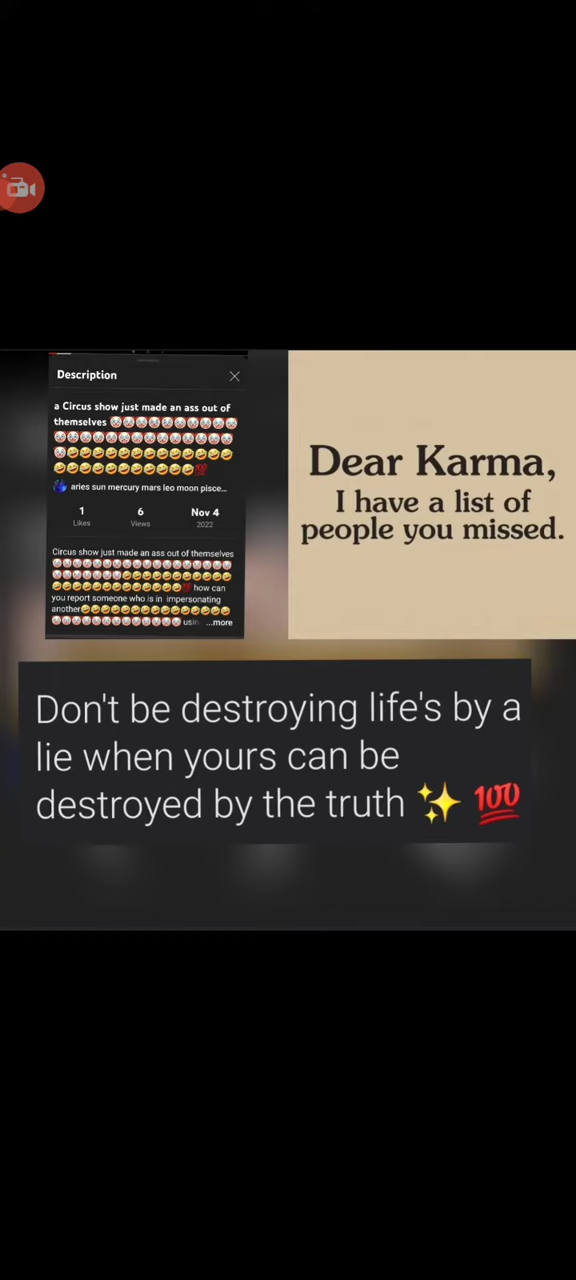 Description
a Circus show just made an ass out of
themselves 🤡🤡🤡🤡🤡🤡🤡🤡🤡🤡
🤡🤡🤡🤡🤡🤡🤡🤡🤡🤡🤡🤡🤡🤡
🤡🤣🤣🤣🤣🤣🤣🤣🤣🤣🤣🤣🤣🤣
🤣🤣🤣🤣🤣🤣🤣🤣🤣🤣🤣💯
aries sun mercury mars leo moon pisce...
1
Likes
6
Views
Nov 4
2022
Circus show just made an ass out of themselves
🤡🤡🤡🤡🤡🤡🤡🤡🤡🤡🤡🤡🤡🤡🤡
🤡🤡🤡🤡🤡🤡🤣🤣🤣🤣🤣🤣🤣🤣🤣
🤣🤣🤣🤣🤣🤣🤣🤣🤣🤣🤣💯 how can
you report someone who is in impersonating
another🤣🤣🤣🤣🤣🤣🤣🤣🤣🤣🤣🤣
🤡🤡🤡🤡🤡🤡🤡🤡🤡🤡🤡 usin ...more
Dear Karma,
I have a list of
people you missed.
Don't be destroying life's by a
lie when yours can be
destroyed by the truth ✨ 💯